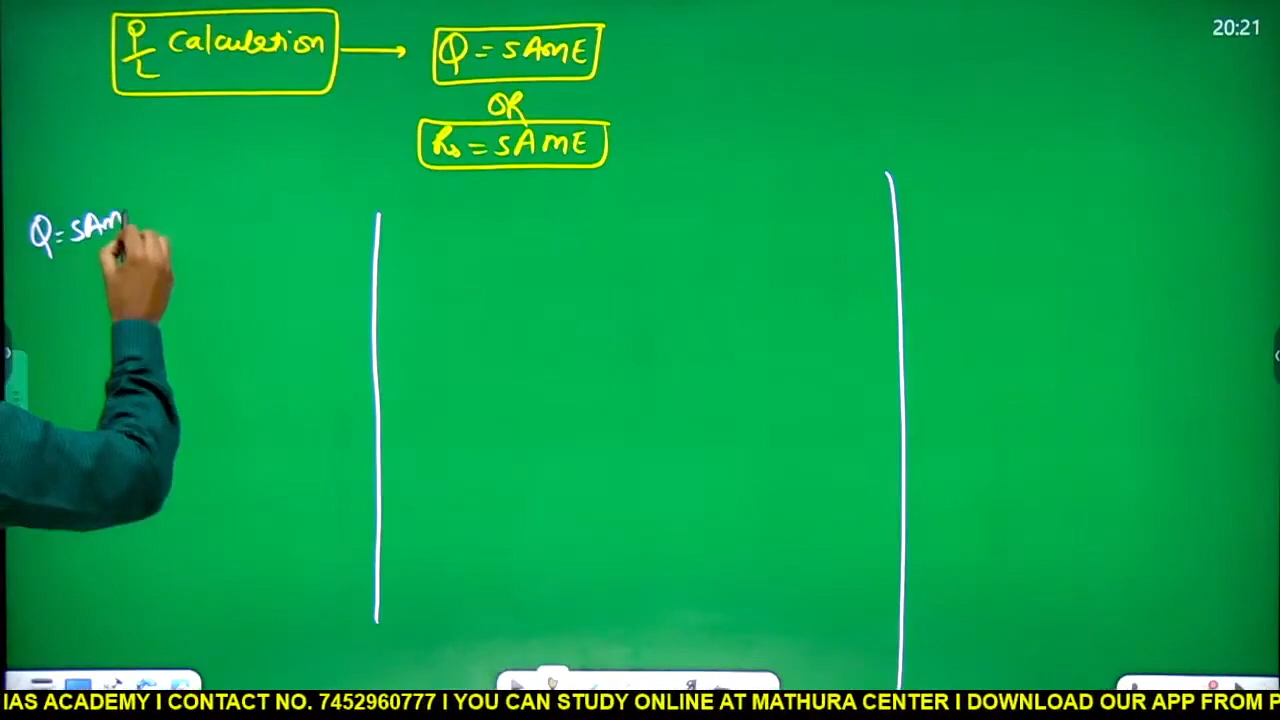 20:21
P/L Calculation → Q = SAME
OR
Rs = SAME
Q = SAM
IAS ACADEMY I CONTACT NO. 7452960777 I YOU CAN STUDY ONLINE AT MATHURA CENTER I DOWNLOAD OUR APP FROM P